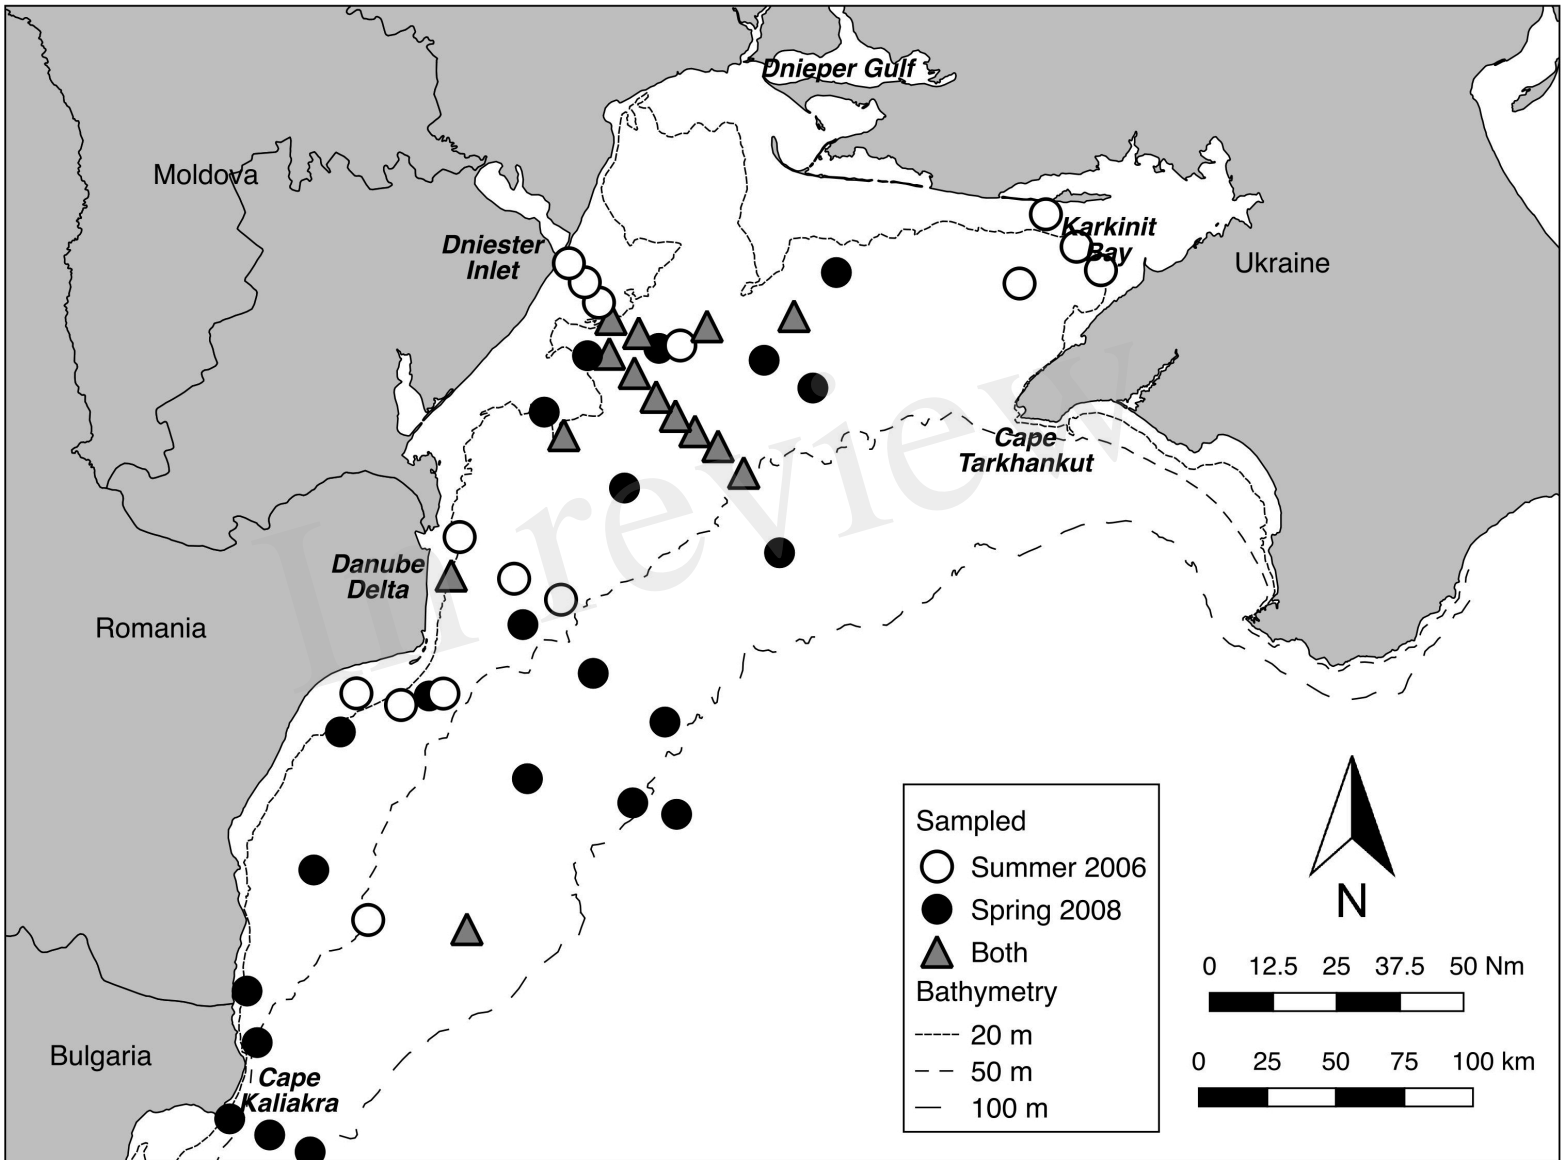 Dnieper Gulf
Moldova
Karkinit
Bay
Dniester
Inlet
Ukraine
Cape
Tarkhankut
In review
Danube
Delta
Romania
Sampled
Summer 2006
Spring 2008
Both
Bathymetry
20 m
50 m
100 m
N
0 12.5 25 37.5 50 Nm
0 25 50 75 100 km
Bulgaria
Cape
Kaliakra